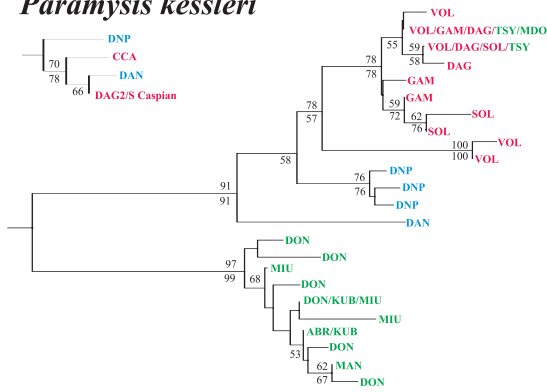 Paramysis kessleri
DNP
70
CCA
78
DAN
66
DAG2/S Caspian
VOL
VOL/GAM/DAG/TSY/MDO
55
59
VOL/DAG/SOL/TSY
58
DAG
78
78
GAM
59
GAM
72
62
SOL
76
SOL
78
57
100
VOL
100
VOL
58
76
DNP
76
DNP
DNP
91
91
DAN
DON
DON
97
99
MIU
68
DON
DON/KUB/MIU
MIU
ABR/KUB
53
DON
62
MAN
67
DON